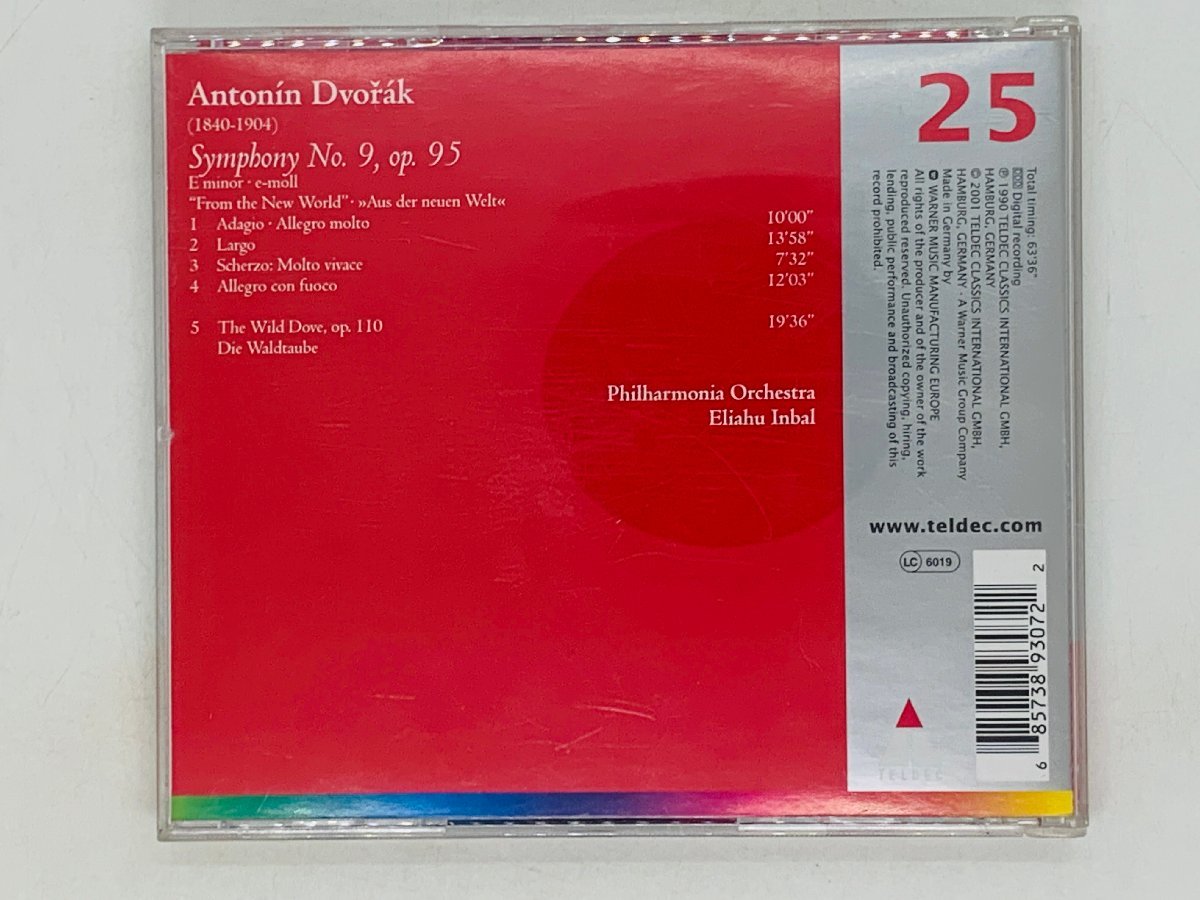 Antonín Dvořák
(1840-1904)
Symphony No. 9, op. 95
E minor · e-moll
"From the New World" · »Aus der neuen Welt«
1 Adagio · Allegro molto 10'00"
2 Largo 13'58"
3 Scherzo: Molto vivace 7'32"
4 Allegro con fuoco 12'03"
5 The Wild Dove, op. 110 19'36"
Die Waldtaube
Philharmonia Orchestra
Eliahu Inbal
25
Total timing: 63'36"
DDD Digital recording
℗ 1990 TELDEC CLASSICS INTERNATIONAL GMBH,
HAMBURG, GERMANY
© 2001 TELDEC CLASSICS INTERNATIONAL GMBH,
HAMBURG, GERMANY · A Warner Music Group Company
Made in Germany by
WARNER MUSIC MANUFACTURING EUROPE
All rights of the producer and of the owner of the work
reproduced reserved. Unauthorized copying, hiring,
lending, public performance and broadcasting of this
record prohibited.
www.teldec.com
LC 6019
6 85738 93072 2
TELDEC